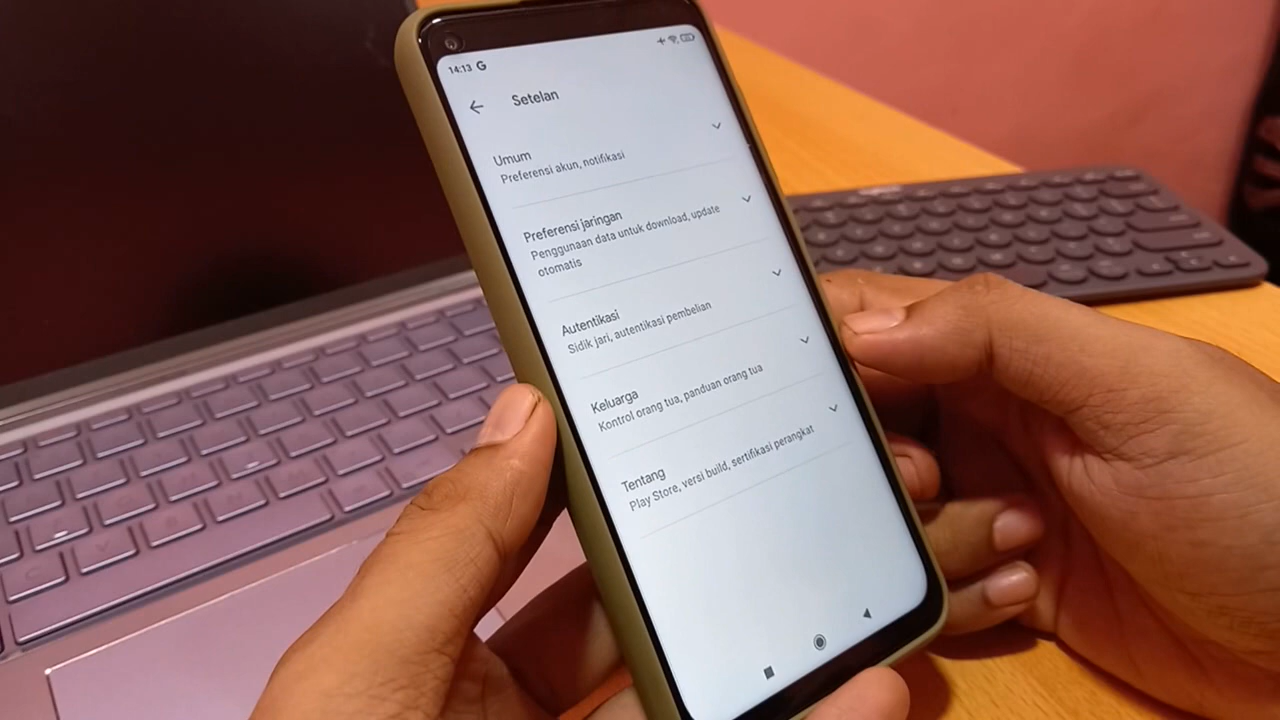 14:13 G
Setelan
Umum
Preferensi akun, notifikasi
Preferensi jaringan
Penggunaan data untuk download, update
otomatis
Autentikasi
Sidik jari, autentikasi pembelian
Keluarga
Kontrol orang tua, panduan orang tua
Tentang
Play Store, versi build, sertifikasi perangkat